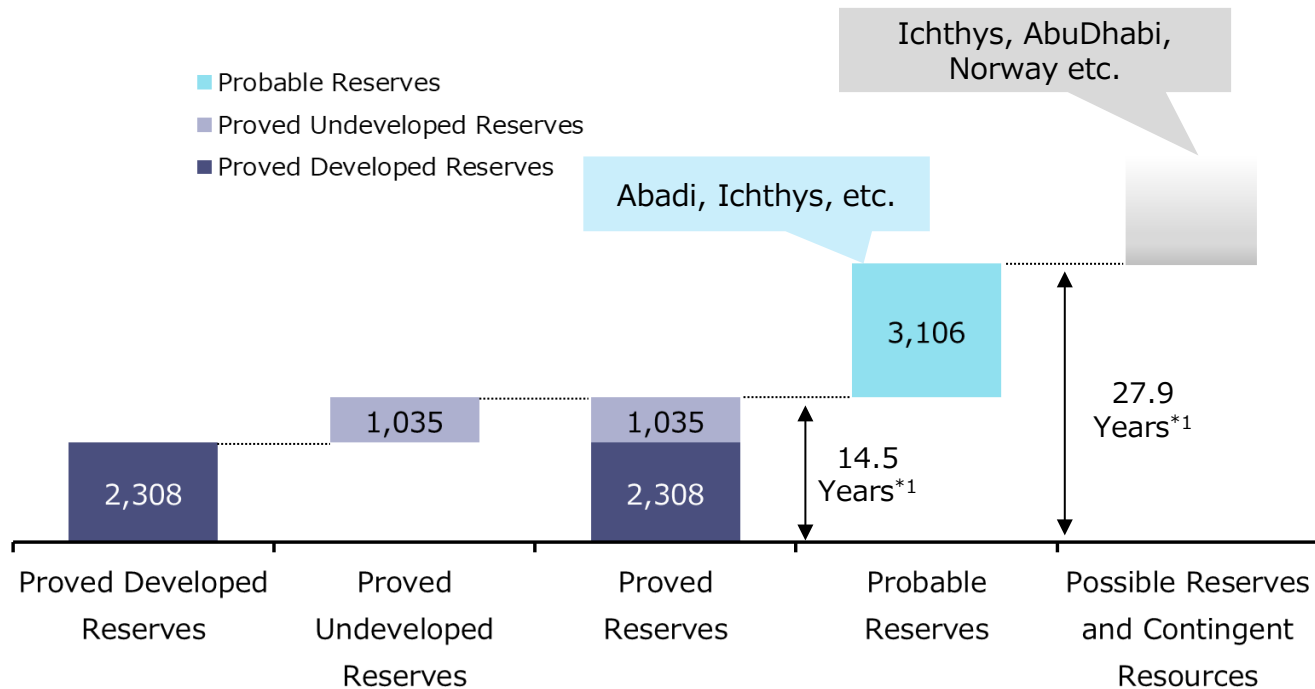 Ichthys, AbuDhabi,
Norway etc.
Probable Reserves
Proved Undeveloped Reserves
Proved Developed Reserves
Abadi, Ichthys, etc.
3,106
27.9
Years*1
1,035
1,035
14.5
Years*1
2,308
2,308
Proved Developed
Reserves
Proved
Undeveloped
Reserves
Proved
Reserves
Probable
Reserves
Possible Reserves
and Contingent
Resources